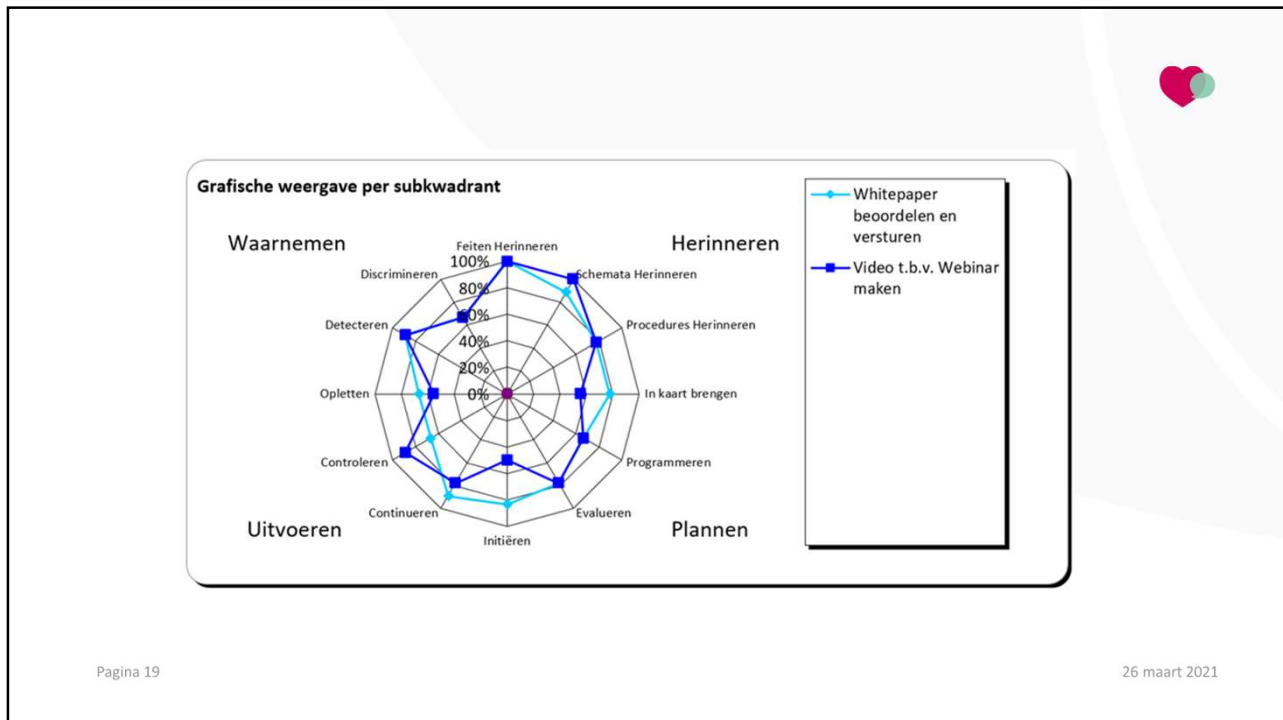 Grafische weergave per subkwadrant
Waarnemen
Herinneren
Feiten Herinneren
Discrimineren
Schemata Herinneren
Detecteren
Procedures Herinneren
Opletten
In kaart brengen
Controleren
Programmeren
Continueren
Evalueren
Initiëren
Uitvoeren
Plannen
100%
80%
60%
40%
20%
0%
Whitepaper
beoordelen en
versturen
Video t.b.v. Webinar
maken
Pagina 19
26 maart 2021